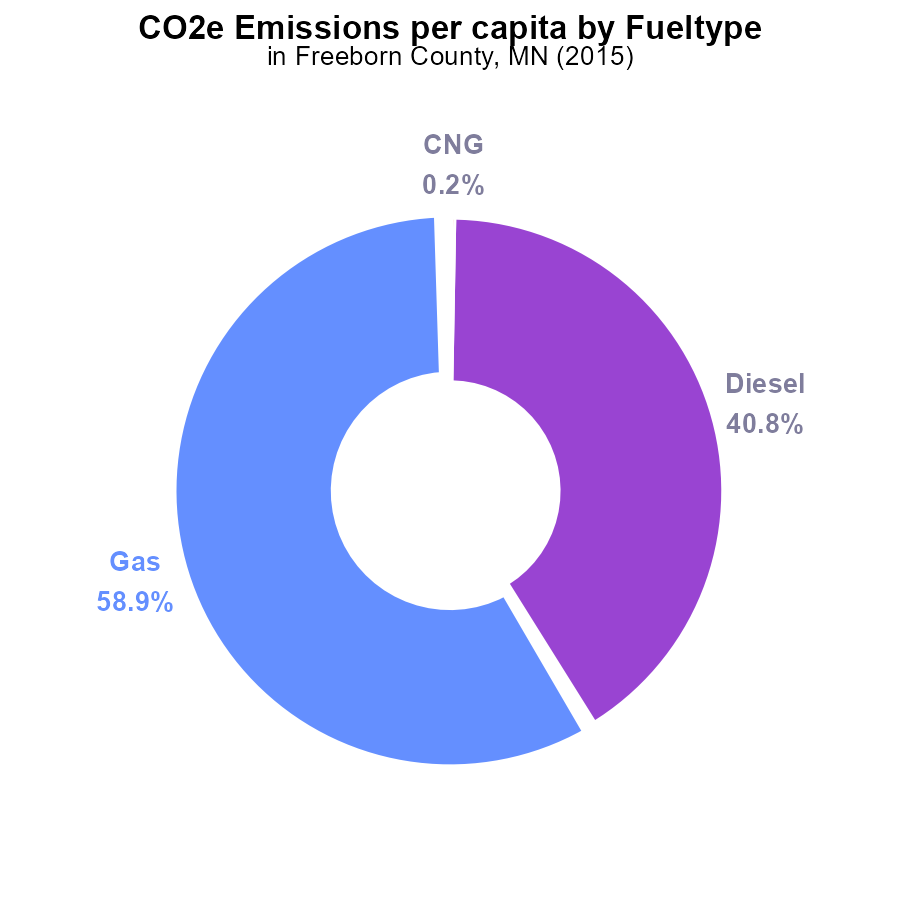 CO2e Emissions per capita by Fueltype
in Freeborn County, MN (2015)
CNG
0.2%
Diesel
40.8%
Gas
58.9%